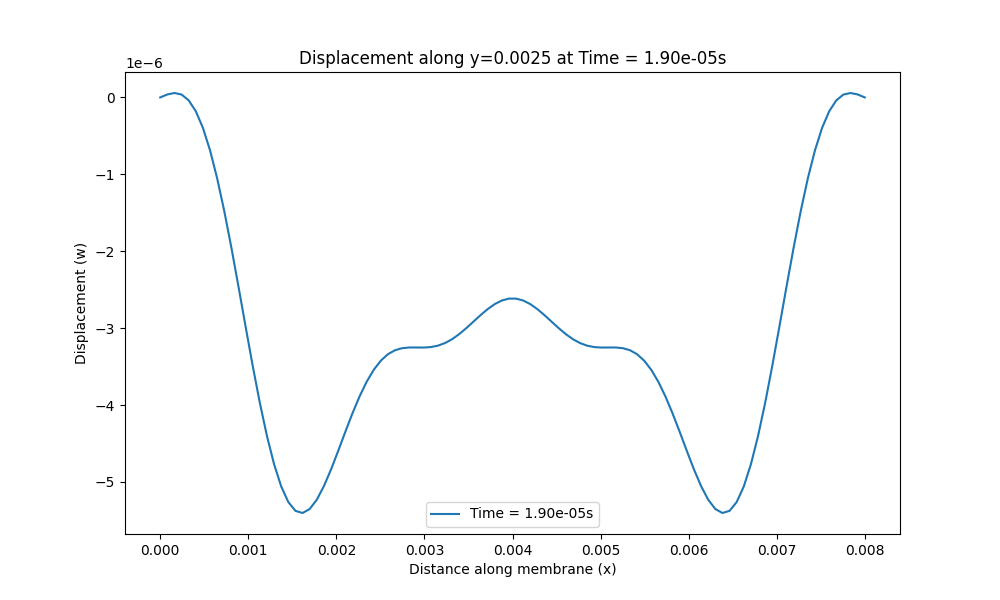 Displacement along y=0.0025 at Time = 1.90e-05s
1e−6
0
−1
−2
−3
−4
−5
Displacement (w)
Time = 1.90e-05s
0.000 0.001 0.002 0.003 0.004 0.005 0.006 0.007 0.008
Distance along membrane (x)